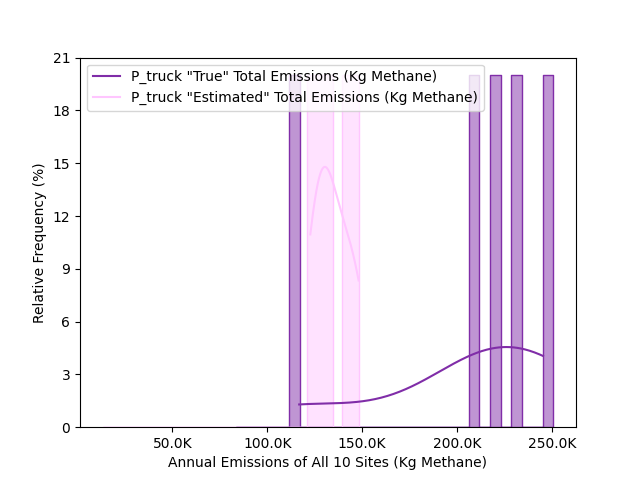 P_truck "True" Total Emissions (Kg Methane)
P_truck "Estimated" Total Emissions (Kg Methane)
21
18
15
12
9
6
3
0
Relative Frequency (%)
50.0K 100.0K 150.0K 200.0K 250.0K
Annual Emissions of All 10 Sites (Kg Methane)